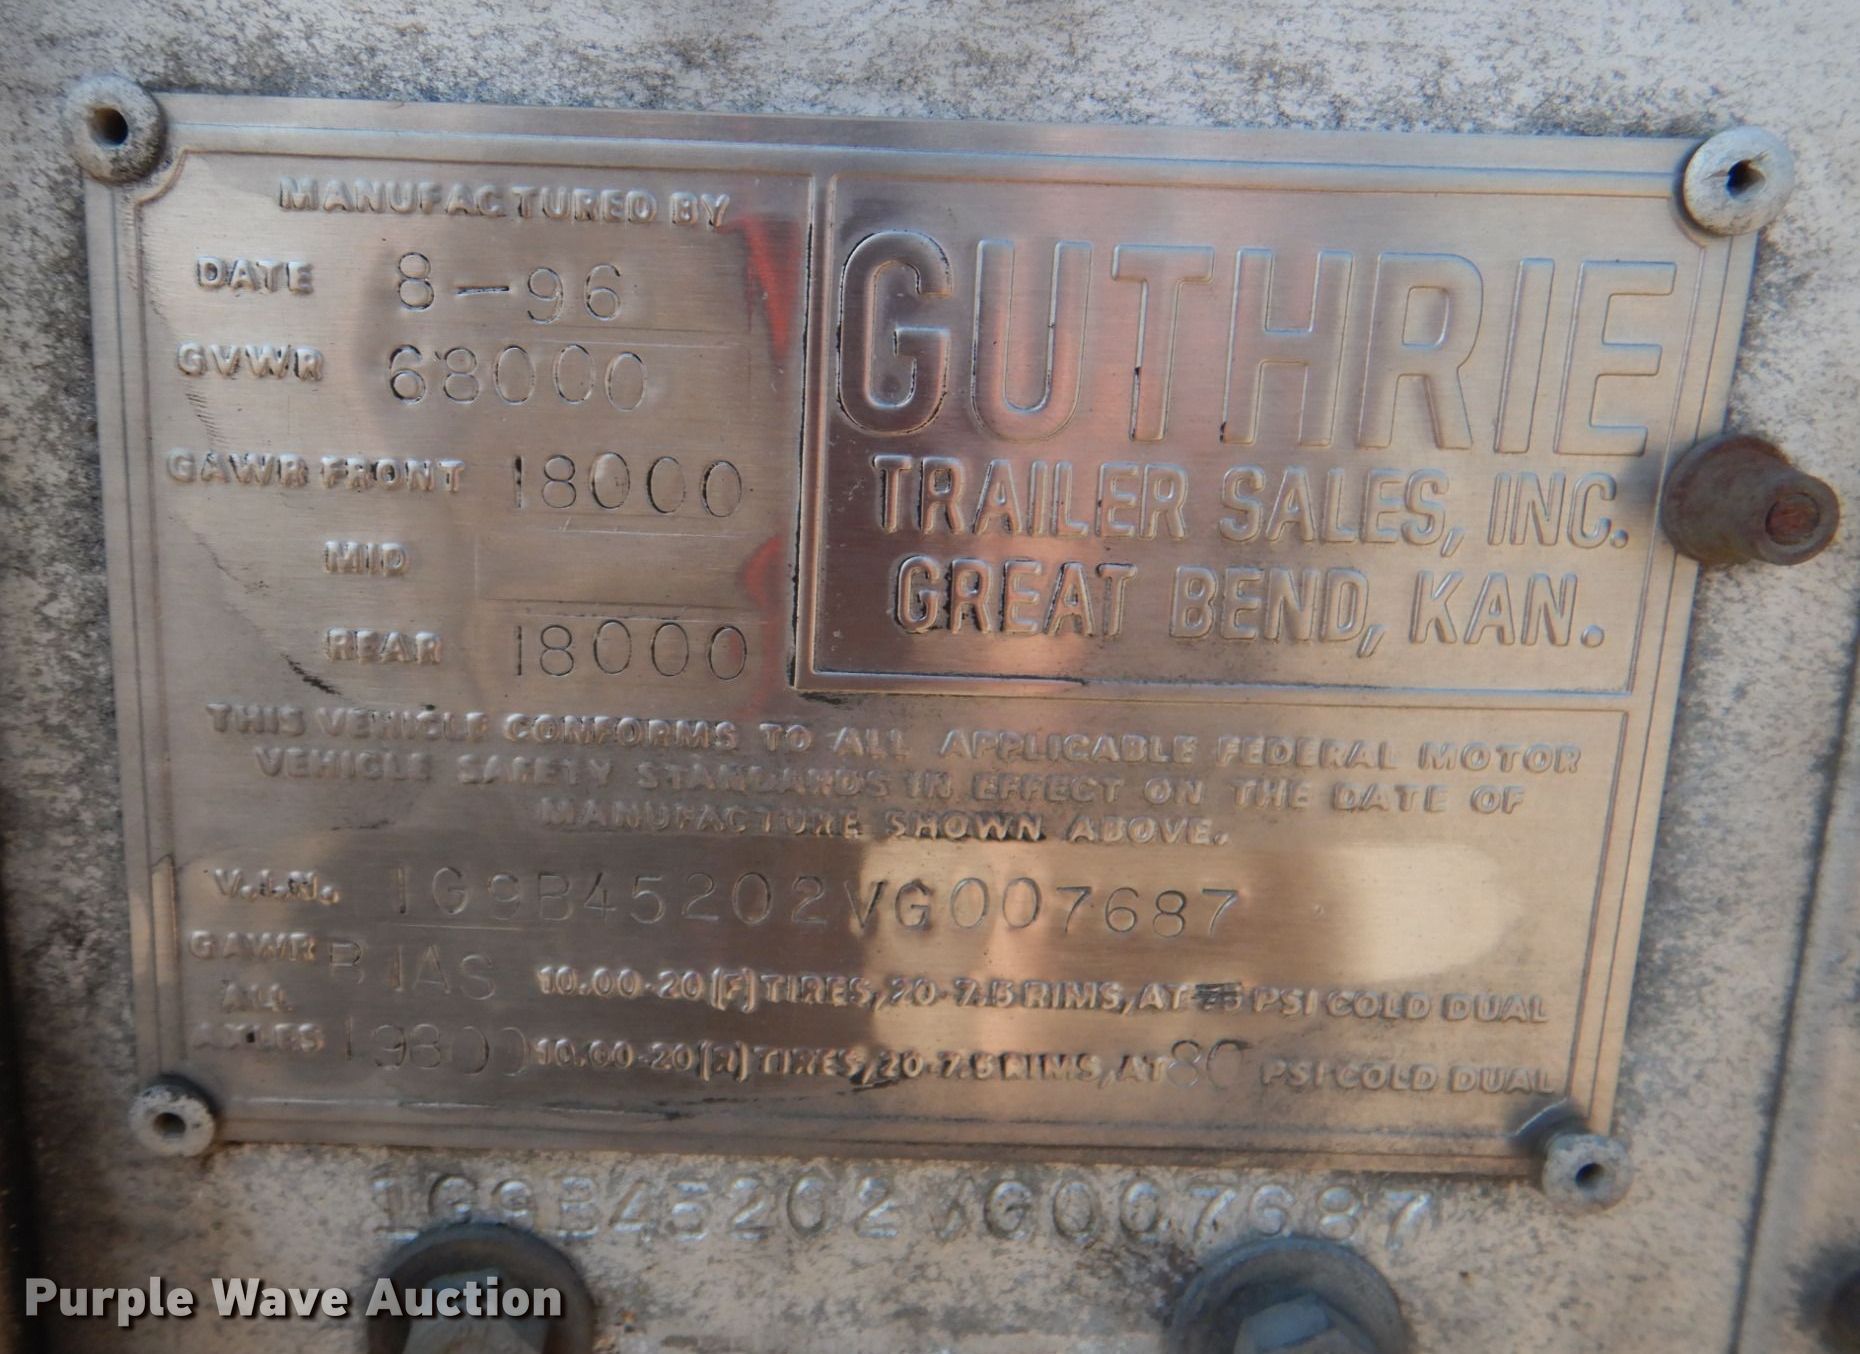 MANUFACTURED BY
DATE 8-96
GVWR 68000
GAWR FRONT 18000
MID
REAR 18000
GUTHRIE
TRAILER SALES, INC.
GREAT BEND, KAN.
THIS VEHICLE CONFORMS TO ALL APPLICABLE FEDERAL MOTOR
VEHICLE SAFETY STANDARDS IN EFFECT ON THE DATE OF
MANUFACTURE SHOWN ABOVE.
V.I.N. 1G9B45202VG007687
GAWR BIAS 10.00-20(F)TIRES,20-7.5 RIMS,AT 75 PSI COLD DUAL
ALL
AXLES 19800 10.00-20(R)TIRES,20-7.5 RIMS,AT 80 PSI COLD DUAL
1G9B45202VG007687
Purple Wave Auction